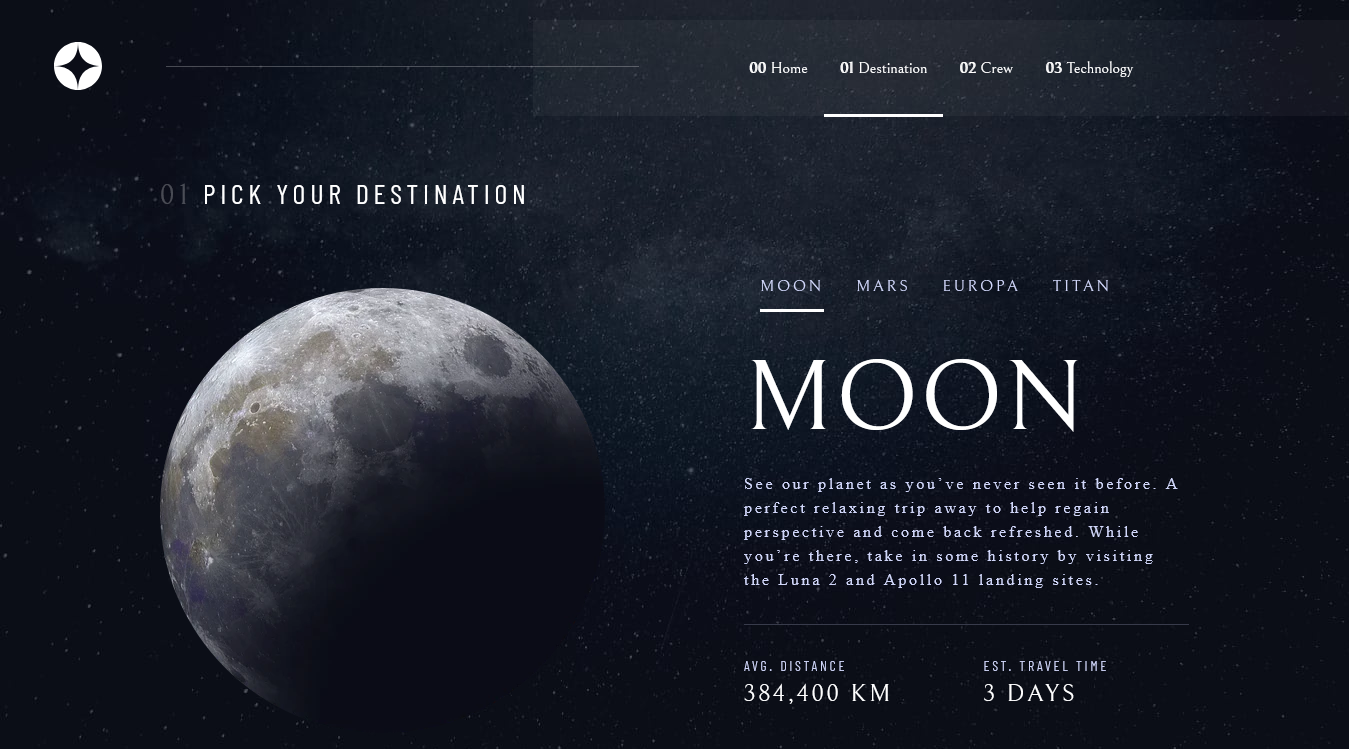 00 Home 01 Destination 02 Crew 03 Technology
01 PICK YOUR DESTINATION
MOON MARS EUROPA TITAN
MOON
See our planet as you’ve never seen it before. A
perfect relaxing trip away to help regain
perspective and come back refreshed. While
you’re there, take in some history by visiting
the Luna 2 and Apollo 11 landing sites.
AVG. DISTANCE
384,400 KM
EST. TRAVEL TIME
3 DAYS